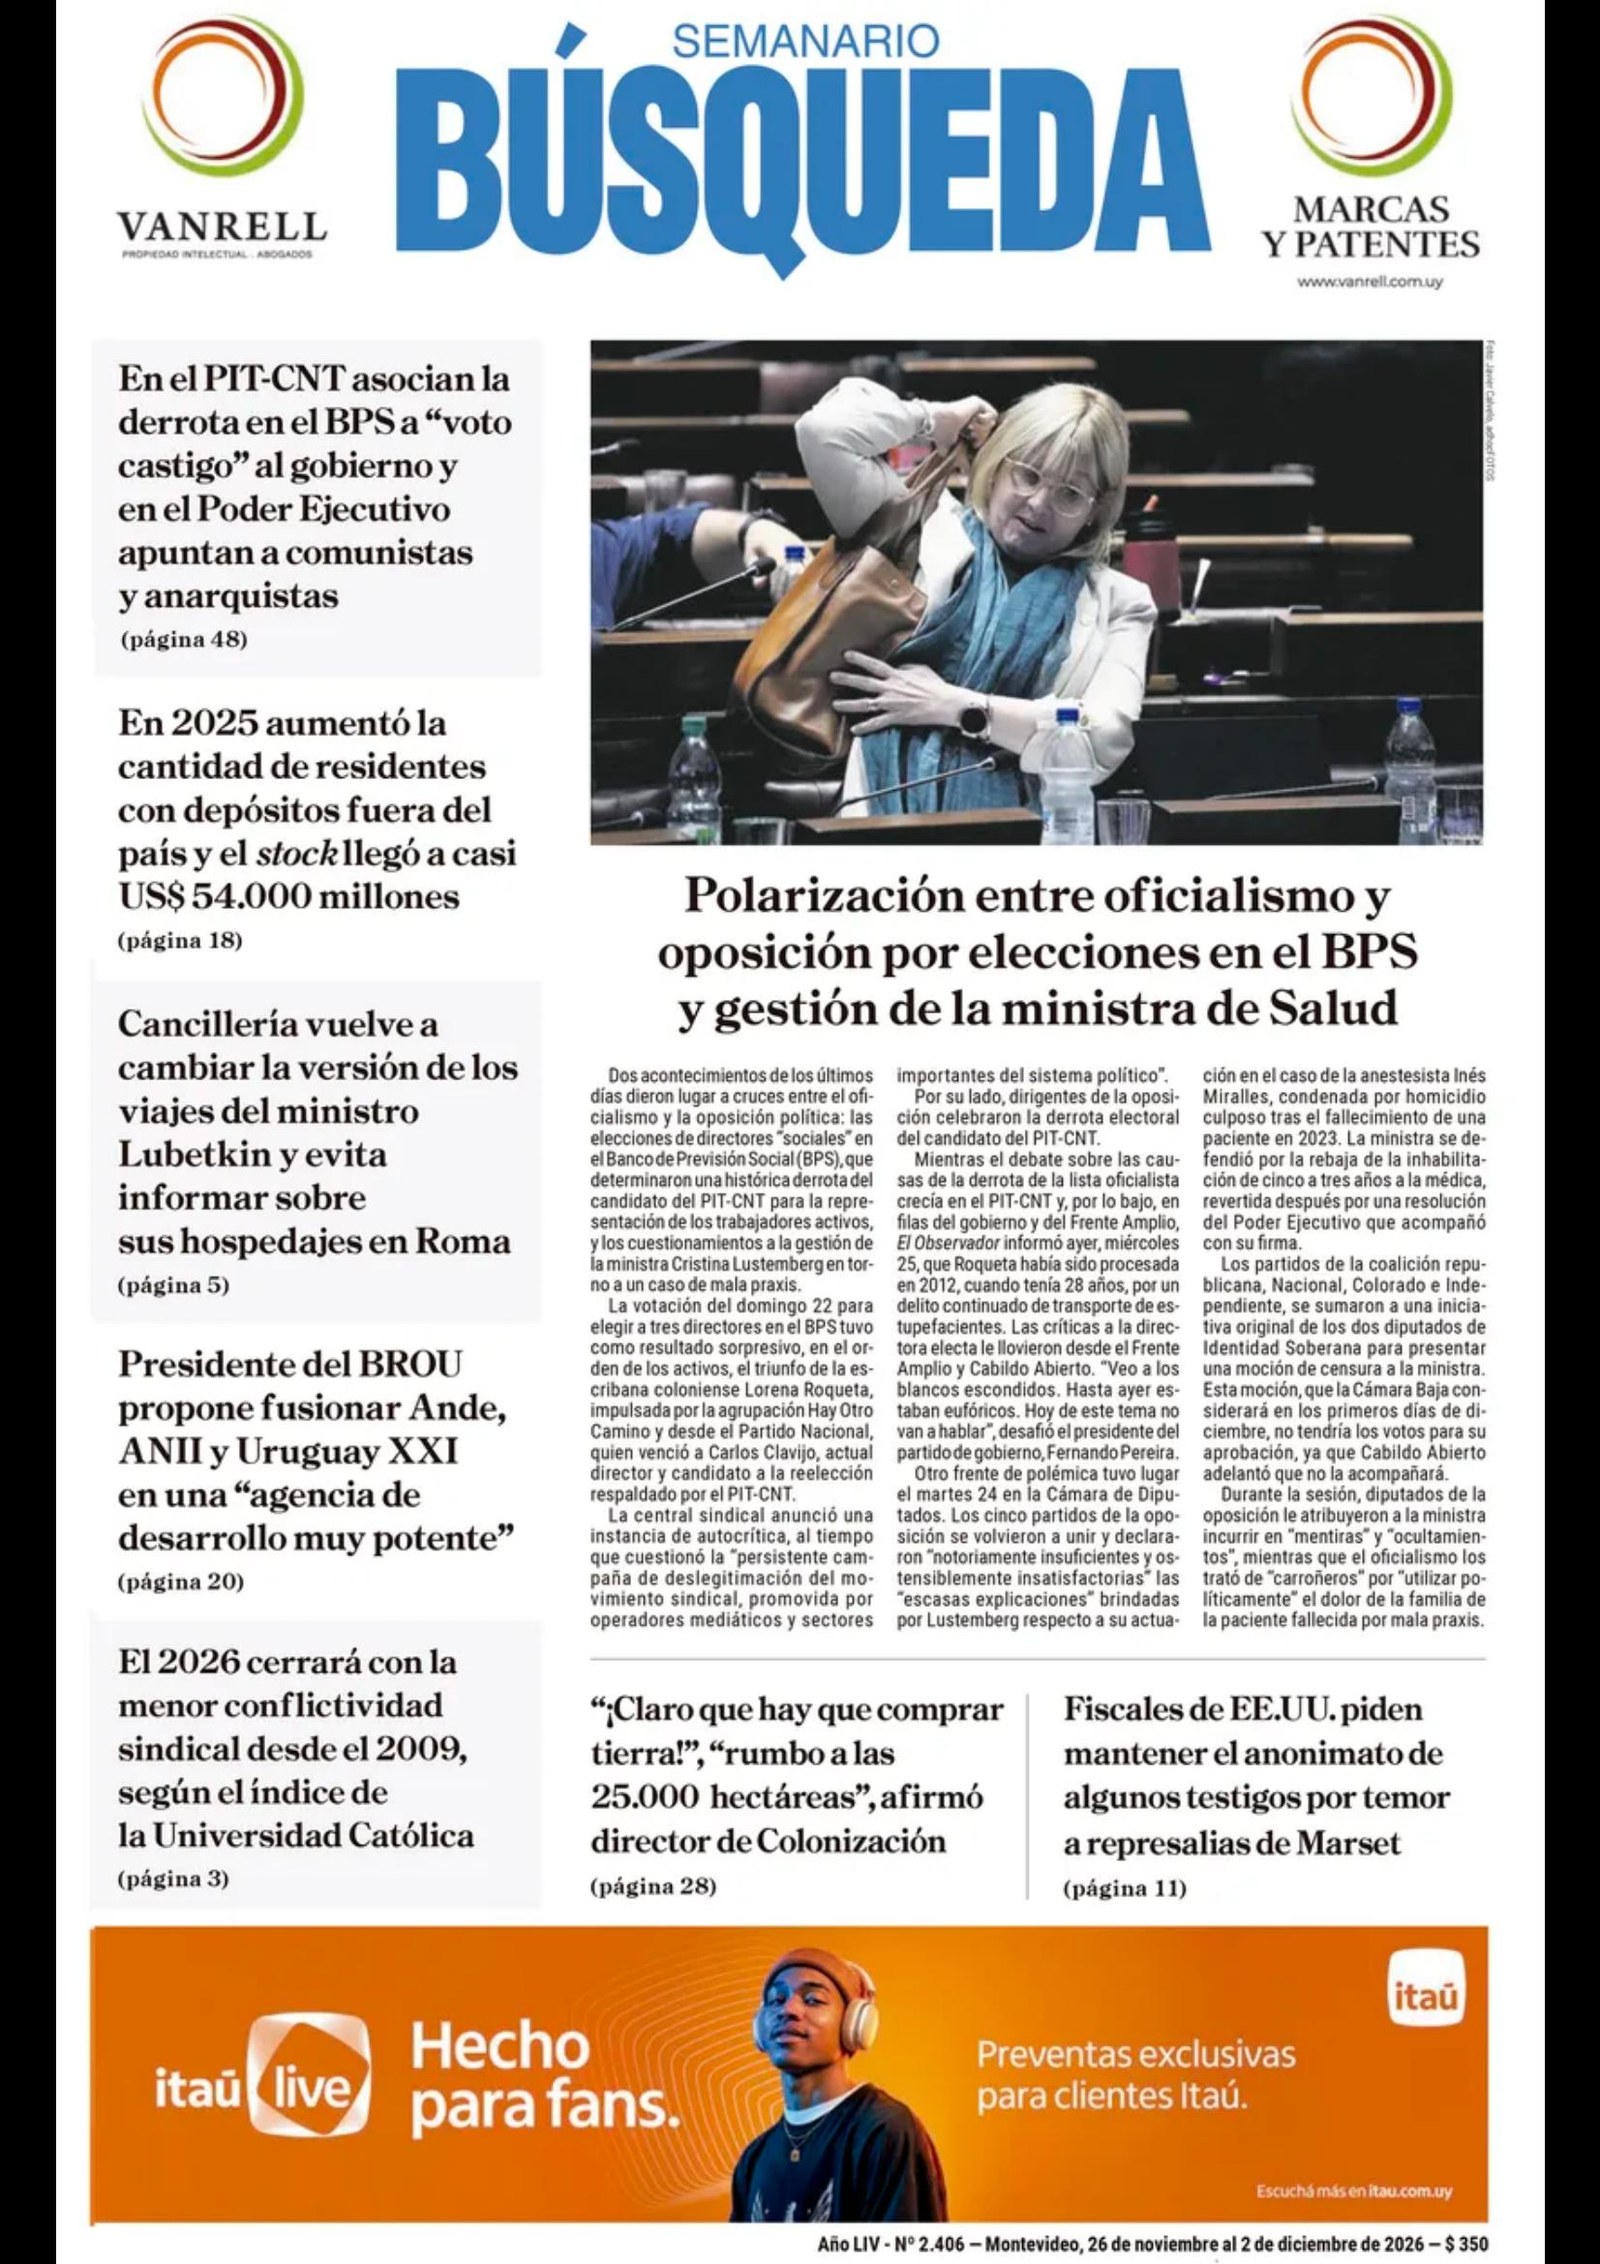 VANRELL
PROPIEDAD INTELECTUAL . ABOGADOS
SEMANARIO
BÚSQUEDA
MARCAS
Y PATENTES
www.vanrell.com.uy
En el PIT-CNT asocian la
derrota en el BPS a “voto
castigo” al gobierno y
en el Poder Ejecutivo
apuntan a comunistas
y anarquistas
(página 48)
En 2025 aumentó la
cantidad de residentes
con depósitos fuera del
país y el stock llegó a casi
US$ 54.000 millones
(página 18)
Cancillería vuelve a
cambiar la versión de los
viajes del ministro
Lubetkin y evita
informar sobre
sus hospedajes en Roma
(página 5)
Presidente del BROU
propone fusionar Ande,
ANII y Uruguay XXI
en una “agencia de
desarrollo muy potente”
(página 20)
El 2026 cerrará con la
menor conflictividad
sindical desde el 2009,
según el índice de
la Universidad Católica
(página 3)
Foto: Javier Calvelo, adhocFOTOS
Polarización entre oficialismo y
oposición por elecciones en el BPS
y gestión de la ministra de Salud
Dos acontecimientos de los últimos
días dieron lugar a cruces entre el ofi-
cialismo y la oposición política: las
elecciones de directores “sociales” en
el Banco de Previsión Social (BPS), que
determinaron una histórica derrota del
candidato del PIT-CNT para la repre-
sentación de los trabajadores activos,
y los cuestionamientos a la gestión de
la ministra Cristina Lustemberg en tor-
no a un caso de mala praxis.
La votación del domingo 22 para
elegir a tres directores en el BPS tuvo
como resultado sorpresivo, en el or-
den de los activos, el triunfo de la es-
cribana coloniense Lorena Roqueta,
impulsada por la agrupación Hay Otro
Camino y desde el Partido Nacional,
quien venció a Carlos Clavijo, actual
director y candidato a la reelección
respaldado por el PIT-CNT.
La central sindical anunció una
instancia de autocrítica, al tiempo
que cuestionó la “persistente cam-
paña de deslegitimación del mo-
vimiento sindical, promovida por
operadores mediáticos y sectores
importantes del sistema político”.
Por su lado, dirigentes de la oposi-
ción celebraron la derrota electoral
del candidato del PIT-CNT.
Mientras el debate sobre las cau-
sas de la derrota de la lista oficialista
crecía en el PIT-CNT y, por lo bajo, en
filas del gobierno y del Frente Amplio,
El Observador informó ayer, miércoles
25, que Roqueta había sido procesada
en 2012, cuando tenía 28 años, por un
delito continuado de transporte de es-
tupefacientes. Las críticas a la direc-
tora electa le llovieron desde el Frente
Amplio y Cabildo Abierto. “Veo a los
blancos escondidos. Hasta ayer es-
taban eufóricos. Hoy de este tema no
van a hablar”, desafió el presidente del
partido de gobierno, Fernando Pereira.
Otro frente de polémica tuvo lugar
el martes 24 en la Cámara de Dipu-
tados. Los cinco partidos de la opo-
sición se volvieron a unir y declara-
ron “notoriamente insuficientes y os-
tensiblemente insatisfactorias” las
“escasas explicaciones” brindadas
por Lustemberg respecto a su actua-
ción en el caso de la anestesista Inés
Miralles, condenada por homicidio
culposo tras el fallecimiento de una
paciente en 2023. La ministra se de-
fendió por la rebaja de la inhabilita-
ción de cinco a tres años a la médica,
revertida después por una resolución
del Poder Ejecutivo que acompañó
con su firma.
Los partidos de la coalición repu-
blicana, Nacional, Colorado e Inde-
pendiente, se sumaron a una inicia-
tiva original de los dos diputados de
Identidad Soberana para presentar
una moción de censura a la ministra.
Esta moción, que la Cámara Baja con-
siderará en los primeros días de di-
ciembre, no tendría los votos para su
aprobación, ya que Cabildo Abierto
adelantó que no la acompañará.
Durante la sesión, diputados de la
oposición le atribuyeron a la ministra
incurrir en “mentiras” y “ocultamien-
tos”, mientras que el oficialismo los
trató de “carroñeros” por “utilizar po-
líticamente” el dolor de la familia de
la paciente fallecida por mala praxis.
“¡Claro que hay que comprar
tierra!”, “rumbo a las
25.000 hectáreas”, afirmó
director de Colonización
(página 28)
Fiscales de EE.UU. piden
mantener el anonimato de
algunos testigos por temor
a represalias de Marset
(página 11)
itaú live
Hecho
para fans.
Preventas exclusivas
para clientes Itaú.
itaú
Escuchá más en itau.com.uy
Año LIV - Nº 2.406 — Montevideo, 26 de noviembre al 2 de diciembre de 2026 — $ 350